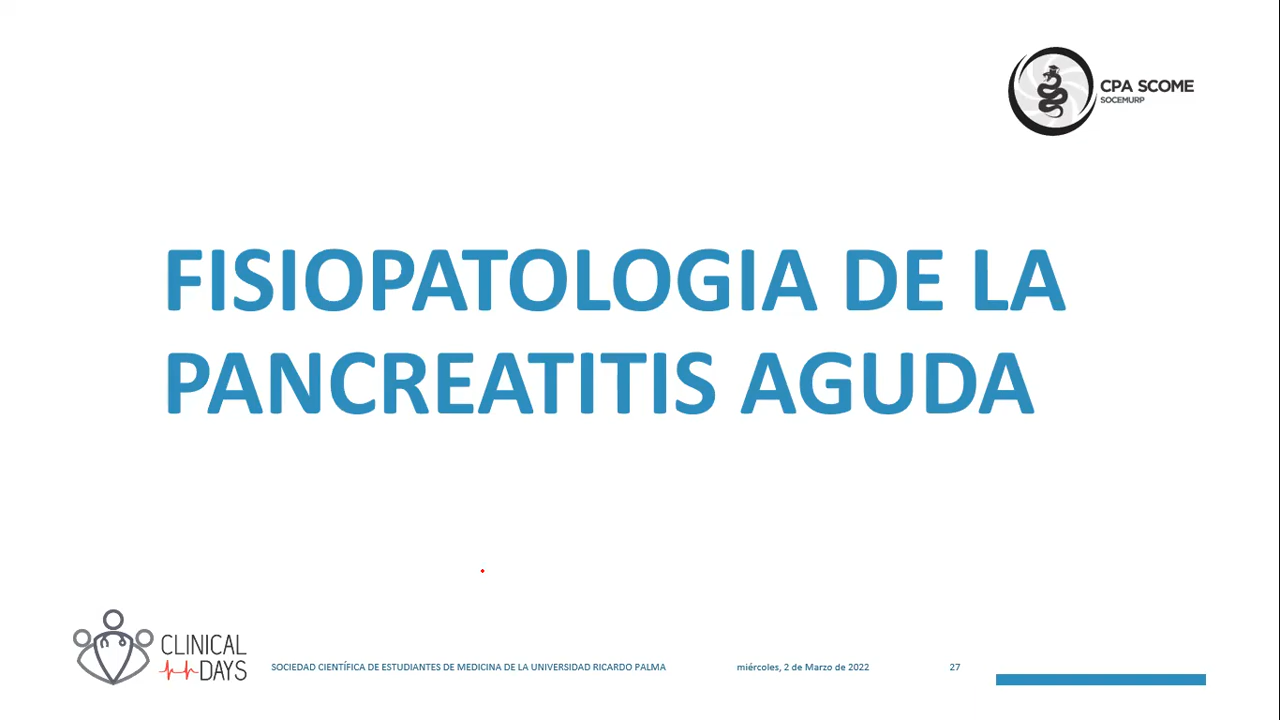 CPA SCOME
SOCEMURP
FISIOPATOLOGIA DE LA
PANCREATITIS AGUDA
CLINICAL
DAYS
SOCIEDAD CIENTÍFICA DE ESTUDIANTES DE MEDICINA DE LA UNIVERSIDAD RICARDO PALMA
miércoles, 2 de Marzo de 2022
27